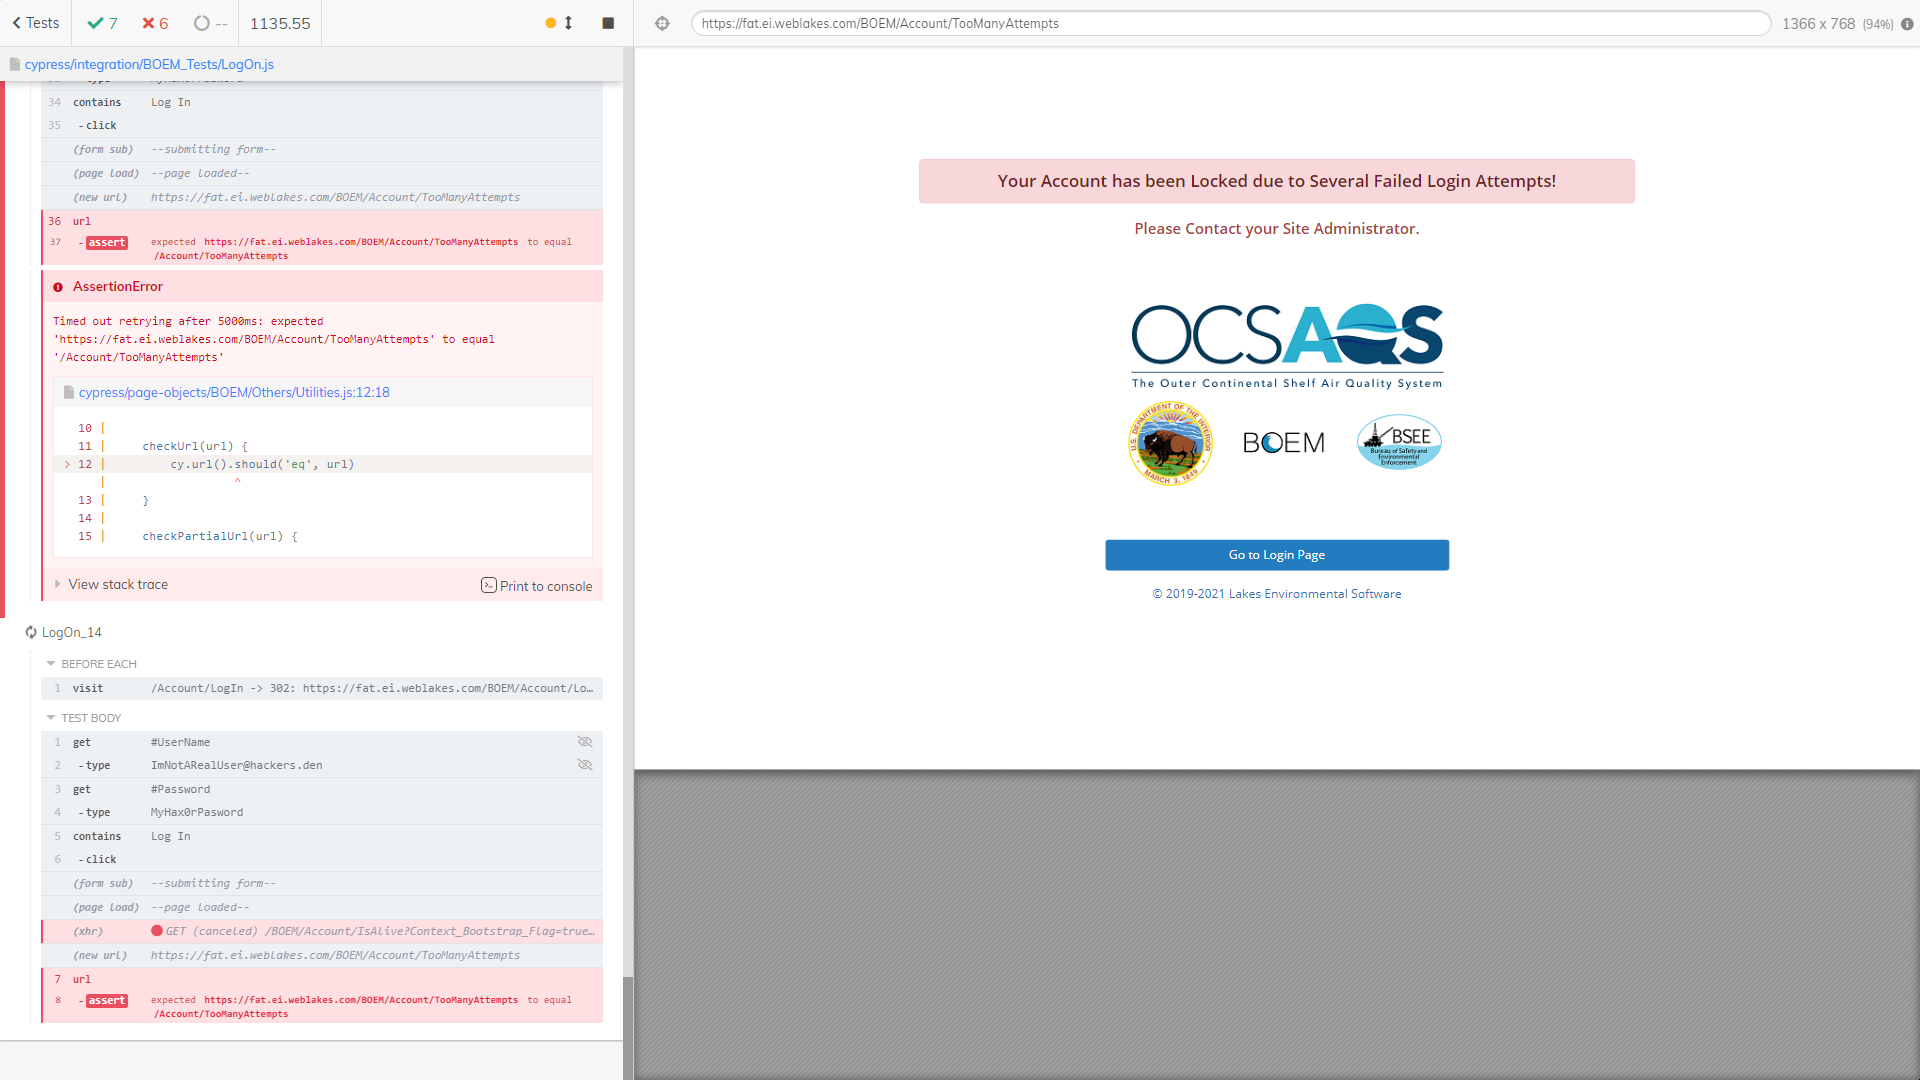 Tests
7
6
--
1135.55
https://fat.ei.weblakes.com/BOEM/Account/TooManyAttempts
1366 x 768 (94%)
cypress/integration/BOEM_Tests/LogOn.js
34 contains Log In
35 -click
(form sub) --submitting form--
(page load) --page loaded--
(new url) https://fat.ei.weblakes.com/BOEM/Account/TooManyAttempts
36 url
37 -assert expected https://fat.ei.weblakes.com/BOEM/Account/TooManyAttempts to equal
/Account/TooManyAttempts
AssertionError
Timed out retrying after 5000ms: expected
'https://fat.ei.weblakes.com/BOEM/Account/TooManyAttempts' to equal
'/Account/TooManyAttempts'
cypress/page-objects/BOEM/Others/Utilities.js:12:18
10 |
11 | checkUrl(url) {
> 12 | cy.url().should('eq', url)
| ^
13 | }
14 |
15 | checkPartialUrl(url) {
View stack trace
Print to console
LogOn_14
BEFORE EACH
1 visit /Account/LogIn -> 302: https://fat.ei.weblakes.com/BOEM/Account/Lo…
TEST BODY
1 get #UserName
2 -type ImNotARealUser@hackers.den
3 get #Password
4 -type MyHax0rPasword
5 contains Log In
6 -click
(form sub) --submitting form--
(page load) --page loaded--
(xhr) GET (canceled) /BOEM/Account/IsAlive?Context_Bootstrap_Flag=true…
(new url) https://fat.ei.weblakes.com/BOEM/Account/TooManyAttempts
7 url
8 -assert expected https://fat.ei.weblakes.com/BOEM/Account/TooManyAttempts to equal
/Account/TooManyAttempts
Your Account has been Locked due to Several Failed Login Attempts!
Please Contact your Site Administrator.
OCSAQS
The Outer Continental Shelf Air Quality System
U.S. DEPARTMENT OF THE INTERIOR
MARCH 3, 1849
BOEM
BSEE
Bureau of Safety and
Environmental
Enforcement
Go to Login Page
© 2019-2021 Lakes Environmental Software